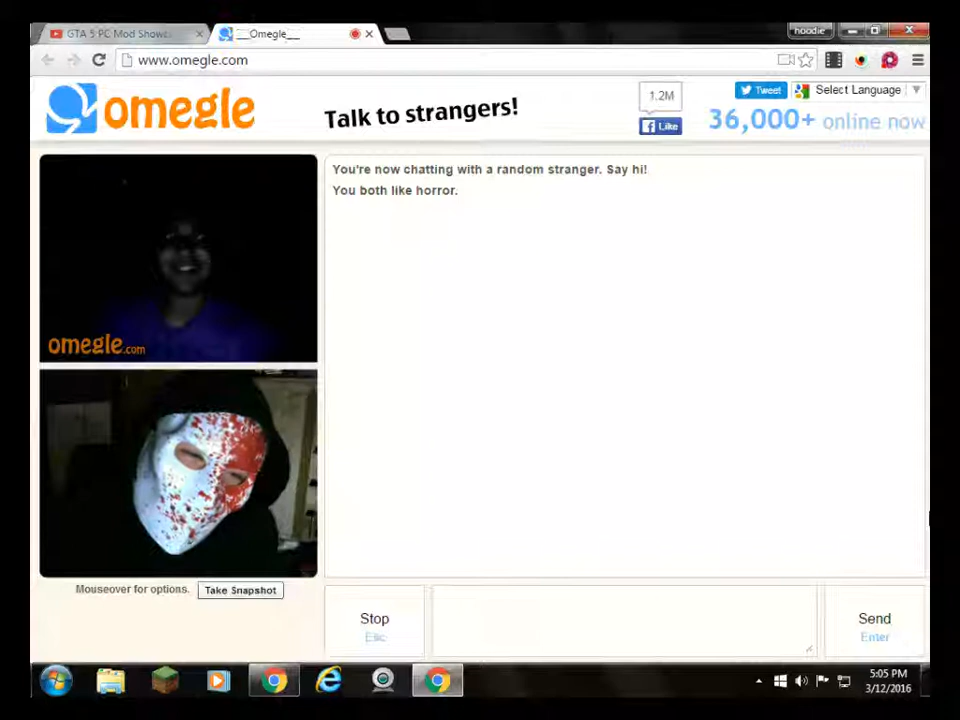 GTA 5 PC Mod Showc
__Omegle__
hoodie
www.omegle.com
omegle
Talk to strangers!
1.2M
Like
Tweet
Select Language
36,000+ online now
You're now chatting with a random stranger. Say hi!
You both like horror.
omegle.com
Mouseover for options.
Take Snapshot
Stop
Esc
Send
Enter
5:05 PM
3/12/2016